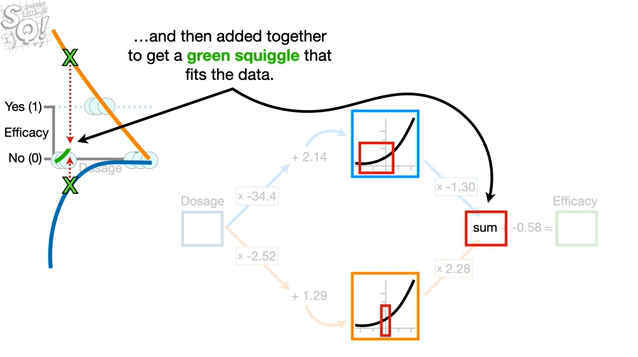 SQ!
…and then added together
to get a green squiggle that
fits the data.
X
Yes (1)
Efficacy
No (0)
Dosage
X
+ 2.14
x -34.4
x -1.30
Dosage
Efficacy
sum
-0.58 =
x -2.52
x 2.28
+ 1.29